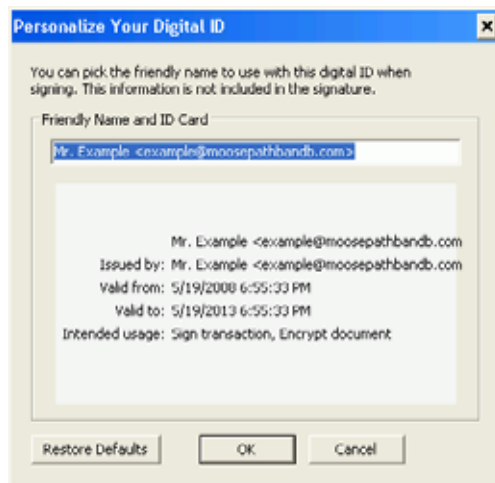 Personalize Your Digital ID
You can pick the friendly name to use with this digital ID when
signing. This information is not included in the signature.
Friendly Name and ID Card
Mr. Example <example@moosepathbandb.com>
Mr. Example <example@moosepathbandb.com
Issued by: Mr. Example <example@moosepathbandb.com
Valid from: 5/19/2008 6:55:33 PM
Valid to: 5/19/2013 6:55:33 PM
Intended usage: Sign transaction, Encrypt document
Restore Defaults OK Cancel